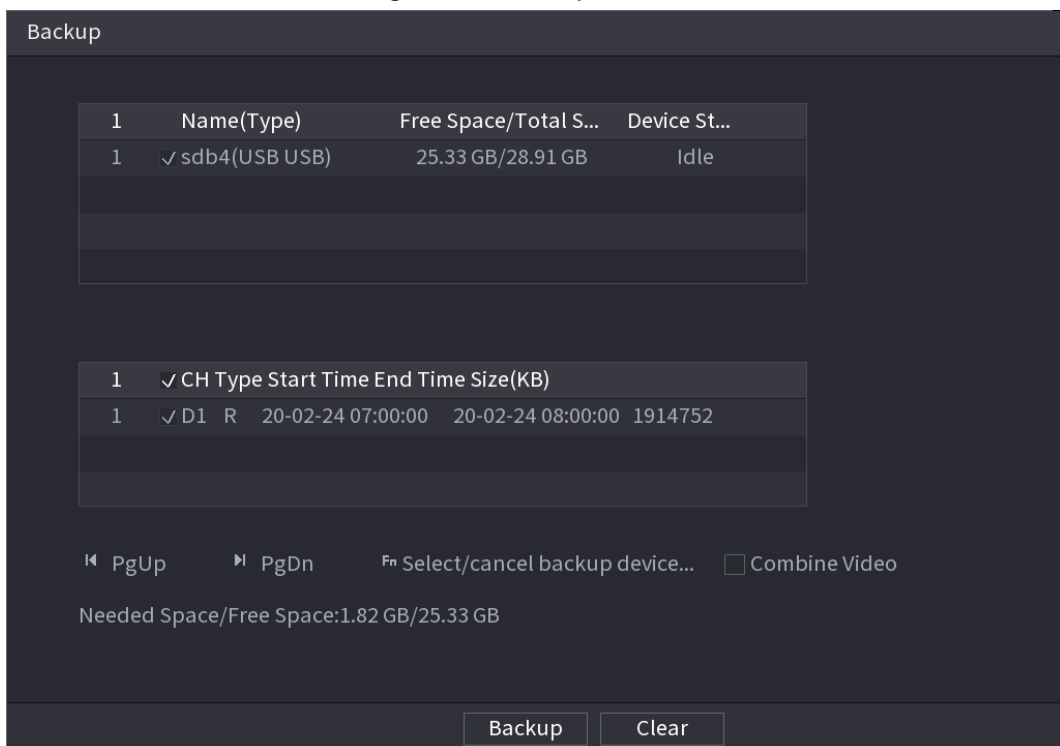 Backup
1 Name(Type) Free Space/Total S... Device St...
1 sdb4(USB USB) 25.33 GB/28.91 GB Idle
1 CH Type Start Time End Time Size(KB)
1 D1 R 20-02-24 07:00:00 20-02-24 08:00:00 1914752
PgUp PgDn Fn Select/cancel backup device... Combine Video
Needed Space/Free Space:1.82 GB/25.33 GB
Backup Clear